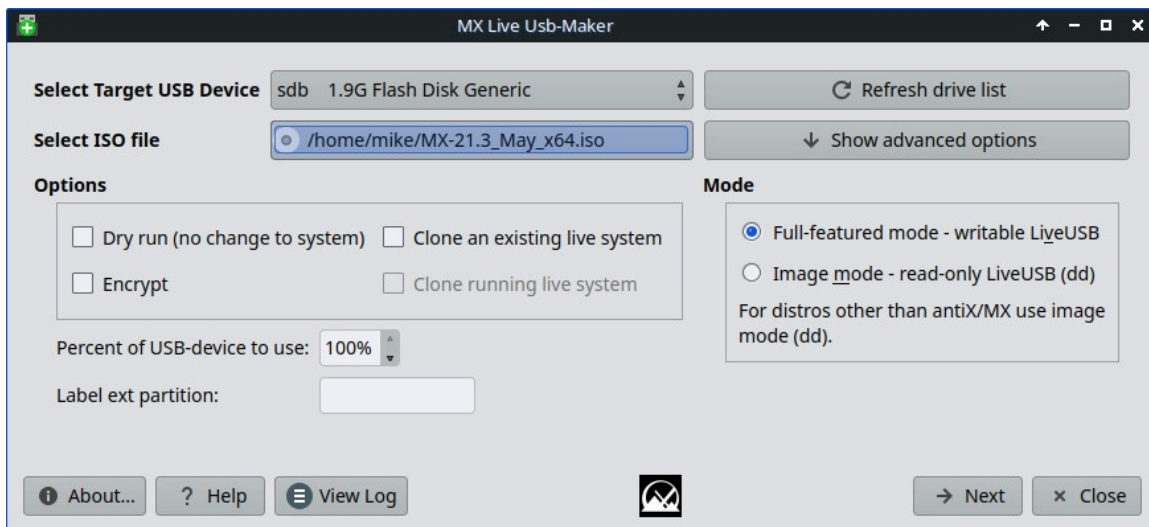 MX Live Usb-Maker
Select Target USB Device
sdb 1.9G Flash Disk Generic
Refresh drive list
Select ISO file
/home/mike/MX-21.3_May_x64.iso
Show advanced options
Options
Dry run (no change to system)
Clone an existing live system
Encrypt
Clone running live system
Percent of USB-device to use:
100%
Label ext partition:
Mode
Full-featured mode - writable LiveUSB
Image mode - read-only LiveUSB (dd)
For distros other than antiX/MX use image
mode (dd).
About...
? Help
View Log
Next
Close